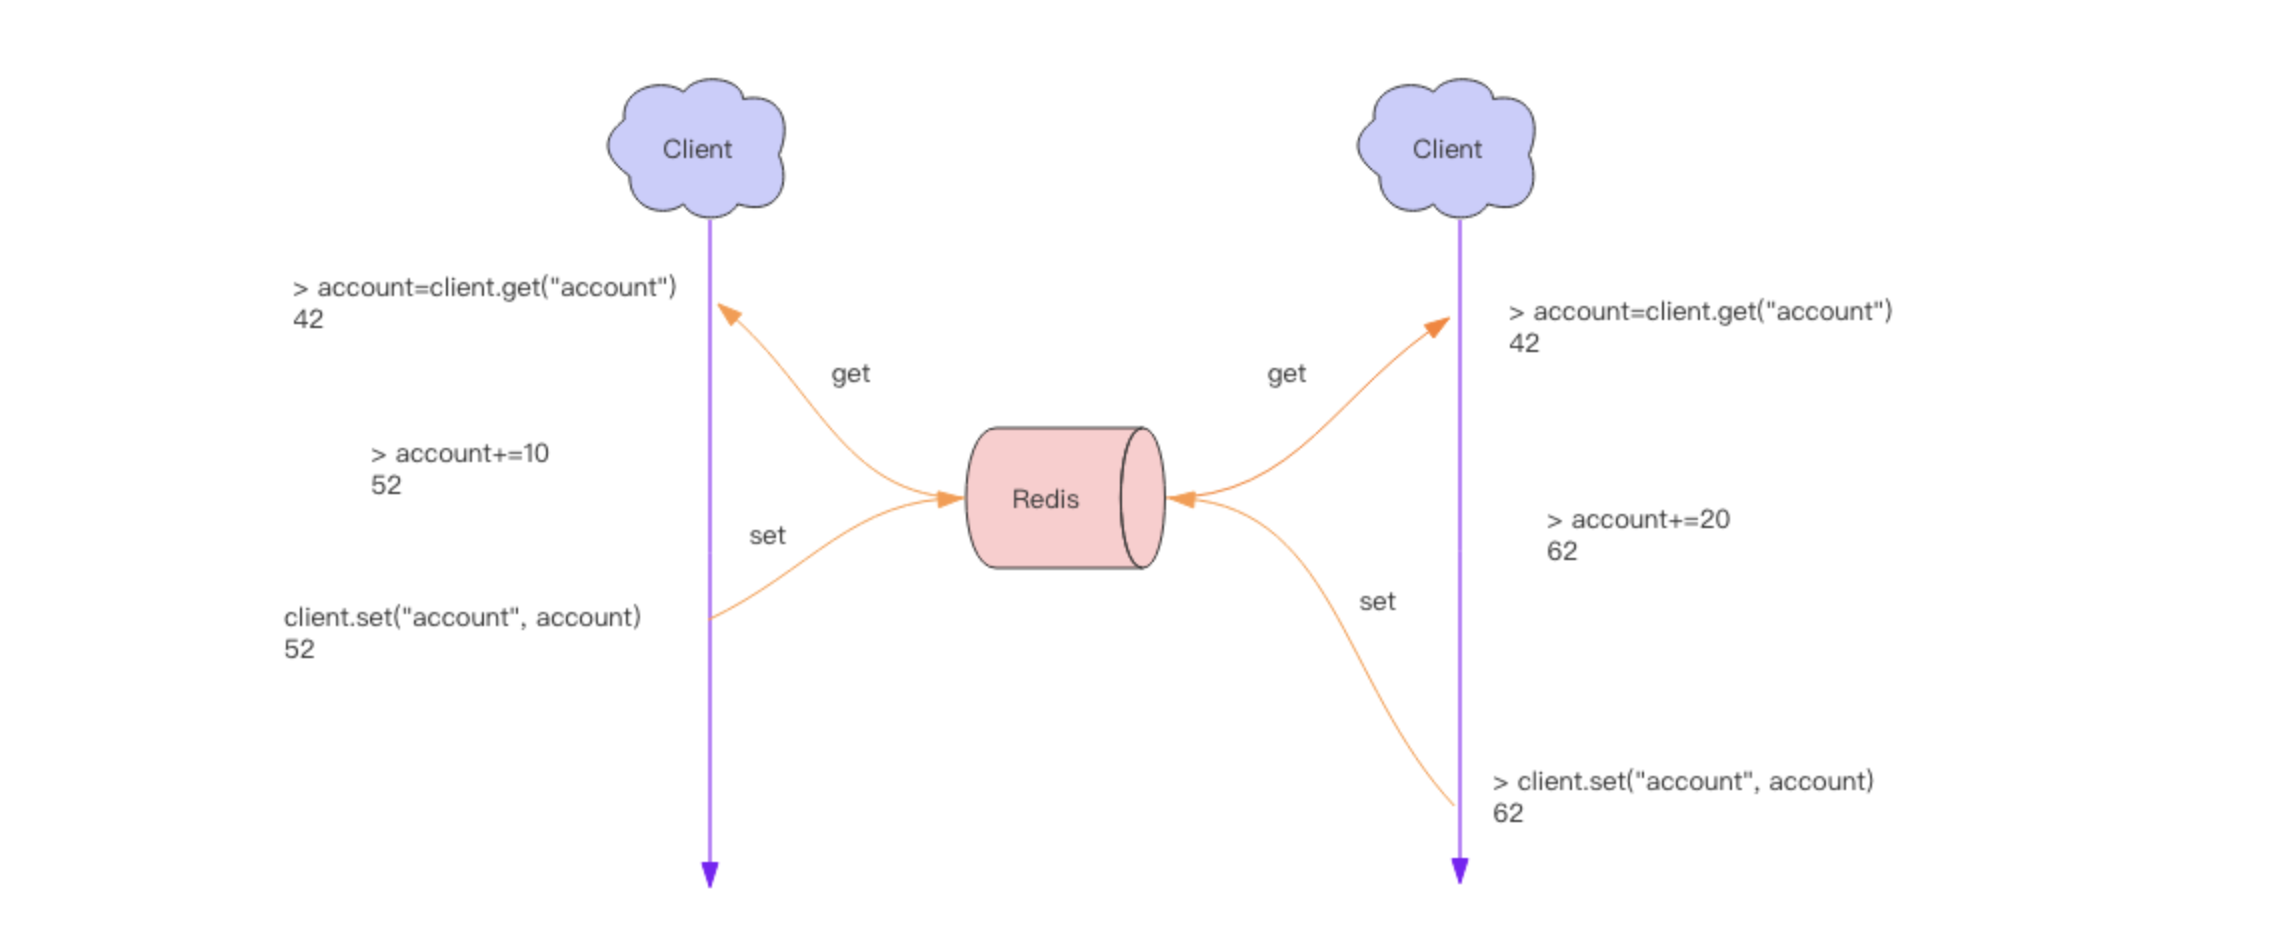 Client
Client
> account=client.get("account")
42
> account=client.get("account")
42
get
get
> account+=10
52
Redis
> account+=20
62
set
set
client.set("account", account)
52
> client.set("account", account)
62